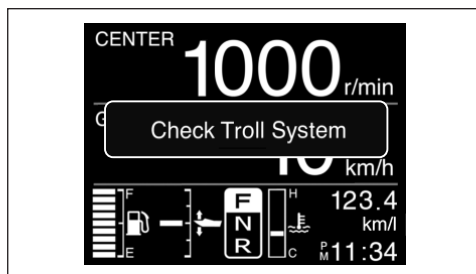 CENTER
1000 r/min
G
Check Troll System
km/h
F
E
F
N
R
H
C
123.4
km/l
PM 11:34